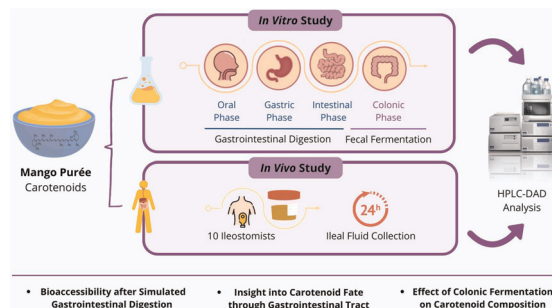 In Vitro Study
Oral
Phase
Gastric
Phase
Intestinal
Phase
Colonic
Phase
Gastrointestinal Digestion
Fecal Fermentation
Mango Purée
Carotenoids
In Vivo Study
10 Ileostomists
24h
Ileal Fluid Collection
HPLC-DAD
Analysis
• Bioaccessibility after Simulated
Gastrointestinal Digestion
• Insight into Carotenoid Fate
through Gastrointestinal Tract
• Effect of Colonic Fermentation
on Carotenoid Composition